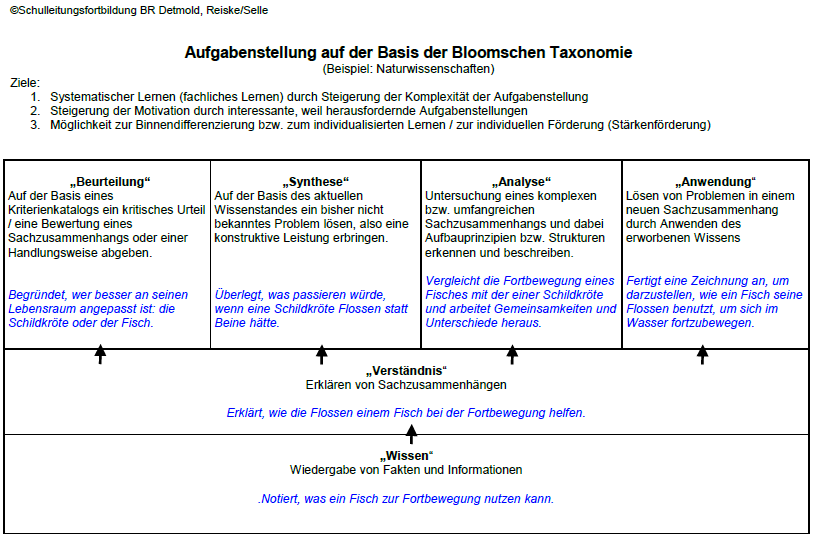 ©Schulleitungsfortbildung BR Detmold, Reiske/Selle
Aufgabenstellung auf der Basis der Bloomschen Taxonomie
(Beispiel: Naturwissenschaften)
Ziele:
1. Systematischer Lernen (fachliches Lernen) durch Steigerung der Komplexität der Aufgabenstellung
2. Steigerung der Motivation durch interessante, weil herausfordernde Aufgabenstellungen
3. Möglichkeit zur Binnendifferenzierung bzw. zum individualisierten Lernen / zur individuellen Förderung (Stärkenförderung)
„Beurteilung“
Auf der Basis eines
Kriterienkatalogs ein kritisches Urteil
/ eine Bewertung eines
Sachzusammenhangs oder einer
Handlungsweise abgeben.
Begründet, wer besser an seinen
Lebensraum angepasst ist: die
Schildkröte oder der Fisch.
„Synthese“
Auf der Basis des aktuellen
Wissenstandes ein bisher nicht
bekanntes Problem lösen, also eine
konstruktive Leistung erbringen.
Überlegt, was passieren würde,
wenn eine Schildkröte Flossen statt
Beine hätte.
„Analyse“
Untersuchung eines komplexen
bzw. umfangreichen
Sachzusammenhangs und dabei
Aufbauprinzipien bzw. Strukturen
erkennen und beschreiben.
Vergleicht die Fortbewegung eines
Fisches mit der einer Schildkröte
und arbeitet Gemeinsamkeiten und
Unterschiede heraus.
„Anwendung“
Lösen von Problemen in einem
neuen Sachzusammenhang
durch Anwenden des
erworbenen Wissens
Fertigt eine Zeichnung an, um
darzustellen, wie ein Fisch seine
Flossen benutzt, um sich im
Wasser fortzubewegen.
„Verständnis“
Erklären von Sachzusammenhängen
Erklärt, wie die Flossen einem Fisch bei der Fortbewegung helfen.
„Wissen“
Wiedergabe von Fakten und Informationen
.Notiert, was ein Fisch zur Fortbewegung nutzen kann.